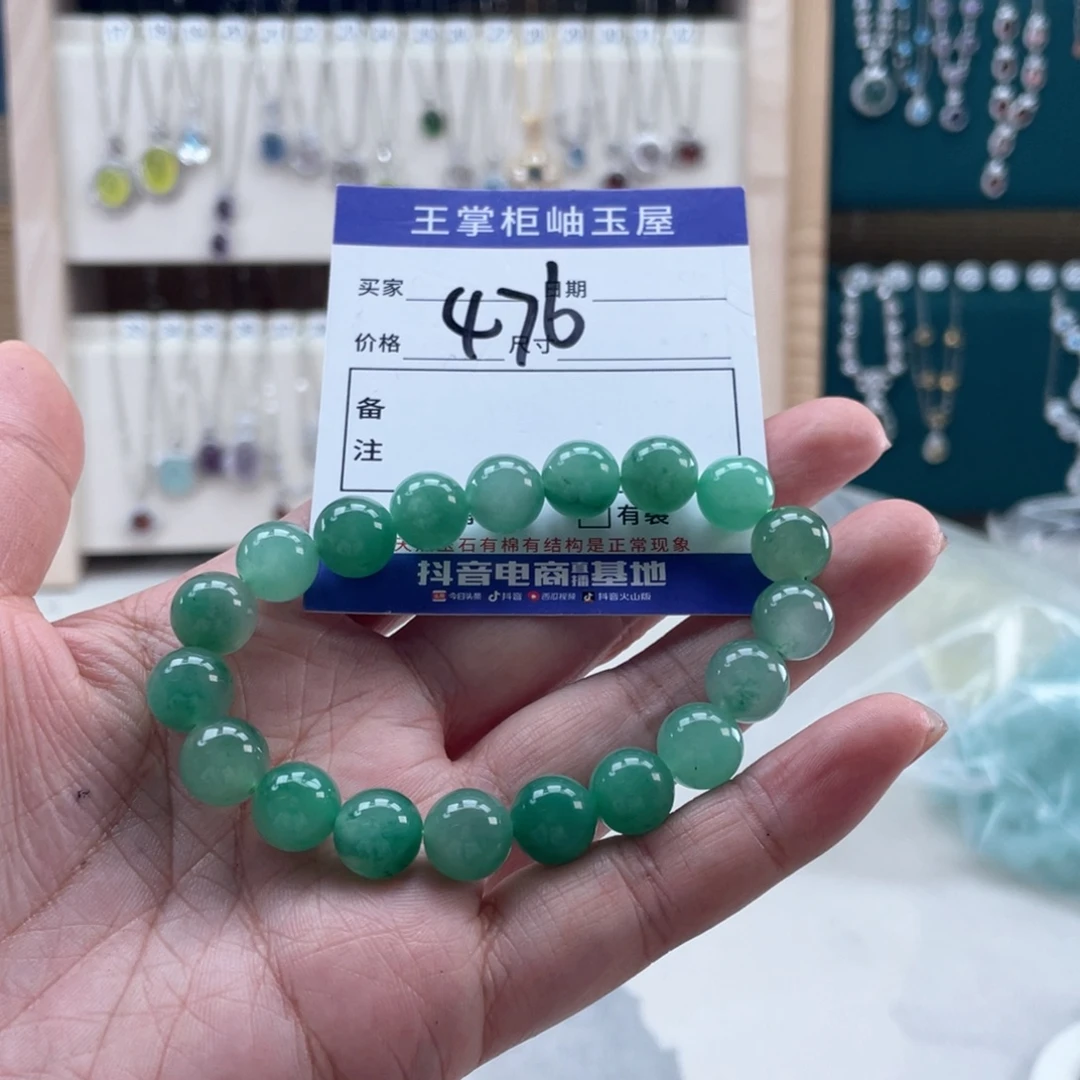 王掌柜岫玉屋
买家 日期
476
价格 尺寸
备
注
有装
玉石有棉有结构是正常现象
抖音电商直播基地
今日头条 抖音 西瓜视频 抖音火山版